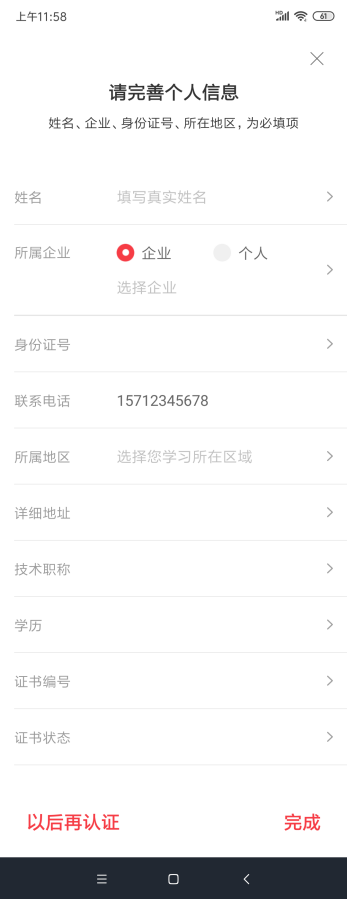 上午11:58
HD
61
请完善个人信息
姓名、企业、身份证号、所在地区，为必填项
姓名 填写真实姓名
所属企业 企业 个人
选择企业
身份证号
联系电话 15712345678
所属地区 选择您学习所在区域
详细地址
技术职称
学历
证书编号
证书状态
以后再认证 完成